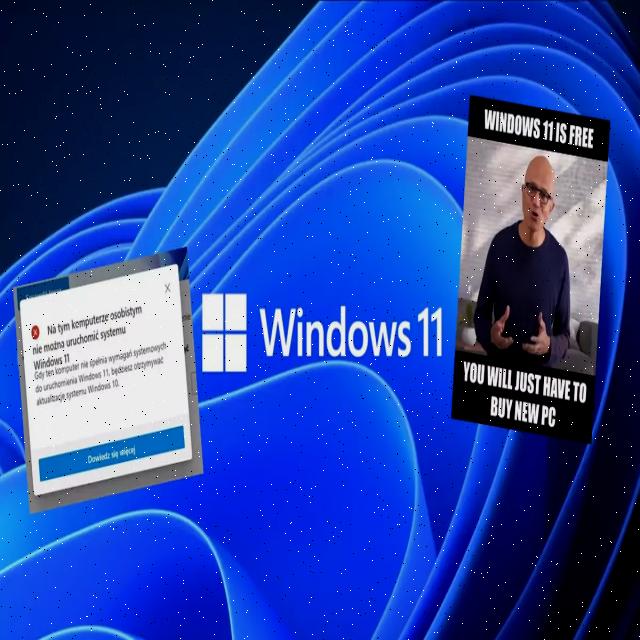 Na tym komputerze osobistym
nie można uruchomić systemu
Windows 11
Gdy ten komputer nie spełnia wymagań systemowych
do uruchomienia Windows 11, będziesz otrzymywać
aktualizacje systemu Windows 10.
Dowiedz się więcej
Windows 11
WINDOWS 11 IS FREE
YOU WILL JUST HAVE TO
BUY NEW PC